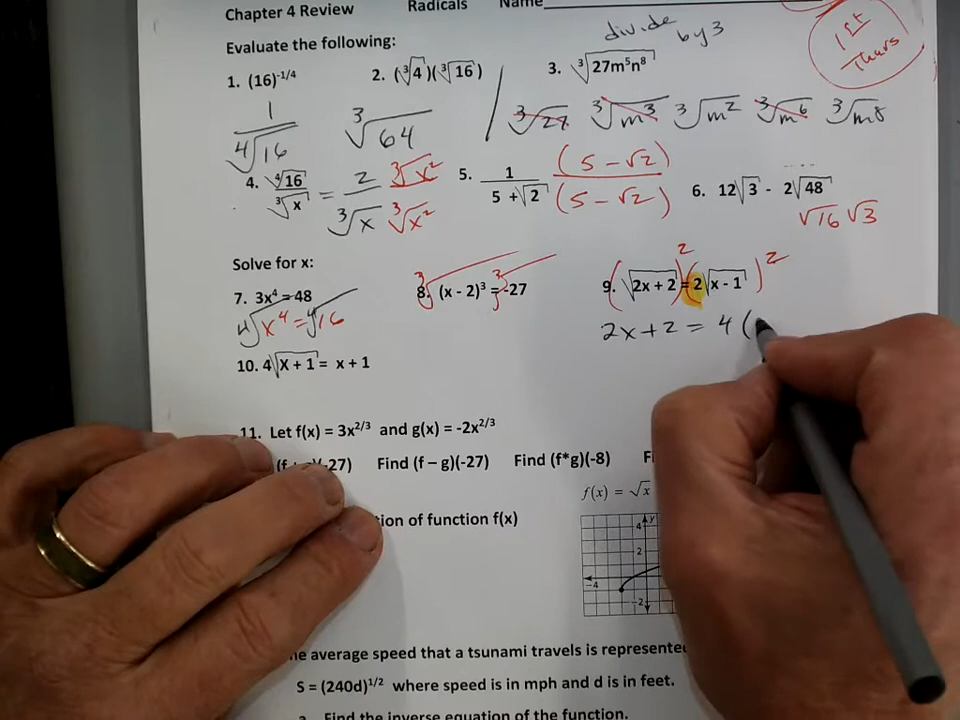 Chapter 4 Review Radicals Name
divide by 3
1st Thurs
Evaluate the following:
1. (16)^-1/4 2. (∛4)(∛16) 3. ∛27m⁵n⁸
1/∜16 ∛64 ∛27 ∛m³ ∛m² ∛m⁶ ∛m8
4. ∜16/∛x = 2/∛x ∛x²/∛x² 5. 1/(5 + √2) (5 - √2)/(5 - √2) 6. 12√3 - 2√48
√16 √3
Solve for x:
7. 3x⁴ = 48 8. (x - 2)³ = -27 9. (√2x + 2)² = (2√x - 1)²
∜x⁴ = ∜16 2x + 2 = 4(
10. 4√X + 1 = x + 1
11. Let f(x) = 3x^2/3 and g(x) = -2x^2/3
(-27) Find (f – g)(-27) Find (f*g)(-8)
f(x) = √x
of function f(x)
4 y
2
-4
-2
average speed that a tsunami travels is
S = (240d)^1/2 where speed is in mph and d is in feet.
a. Find the inverse equation of the function.